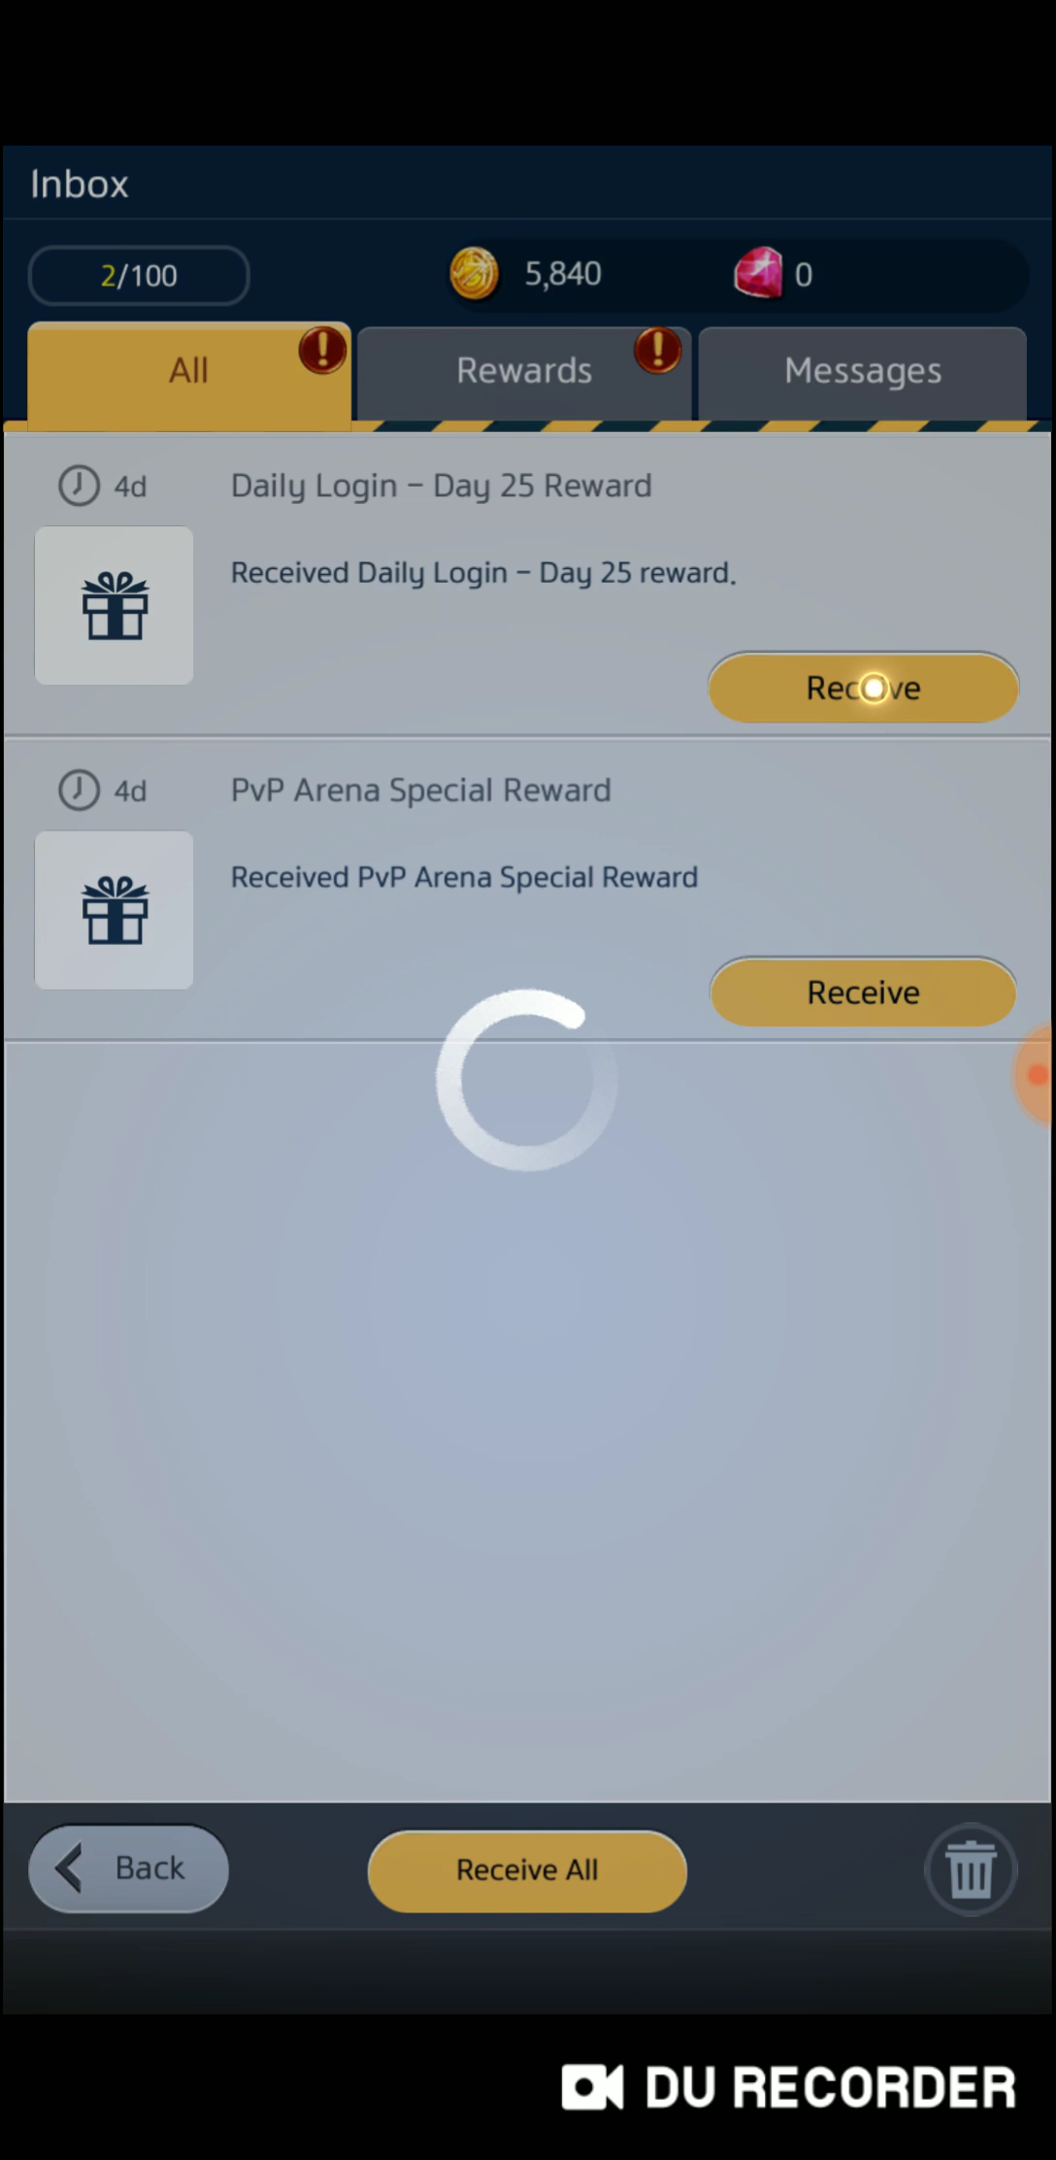 Inbox
2/100
5,840
0
All
Rewards
Messages
4d
Daily Login – Day 25 Reward
Received Daily Login – Day 25 reward.
Receive
4d
PvP Arena Special Reward
Received PvP Arena Special Reward
Receive
Back
Receive All
DU RECORDER